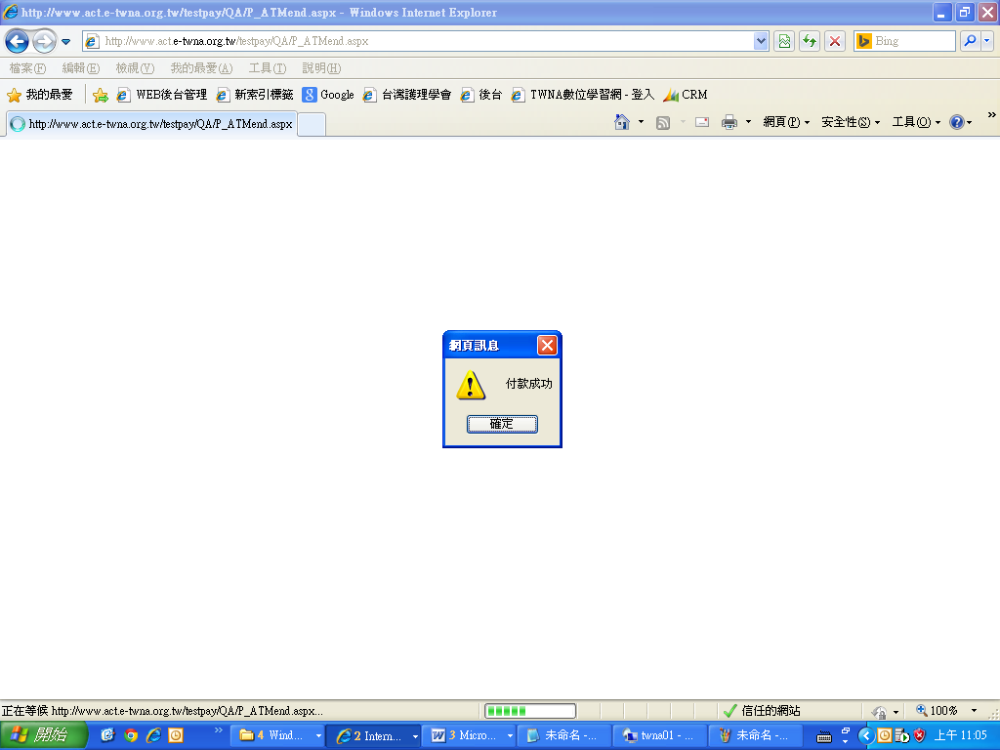 http://www.act.e-twna.org.tw/testpay/QA/P_ATMend.aspx - Windows Internet Explorer
http://www.act.e-twna.org.tw/testpay/QA/P_ATMend.aspx Bing
檔案(F) 編輯(E) 檢視(V) 我的最愛(A) 工具(T) 說明(H)
我的最愛 WEB後台管理 新索引標籤 Google 台灣護理學會 後台 TWNA數位學習網 - 登入 CRM
http://www.act.e-twna.org.tw/testpay/QA/P_ATMend.aspx 網頁(P) 安全性(S) 工具(O)
網頁訊息
付款成功
確定
正在等候 http://www.act.e-twna.org.tw/testpay/QA/P_ATMend.aspx... 信任的網站 100%
開始 4 Wind... 2 Intern... 3 Micro... 未命名 -... twna01 - ... 未命名 -... 上午 11:05